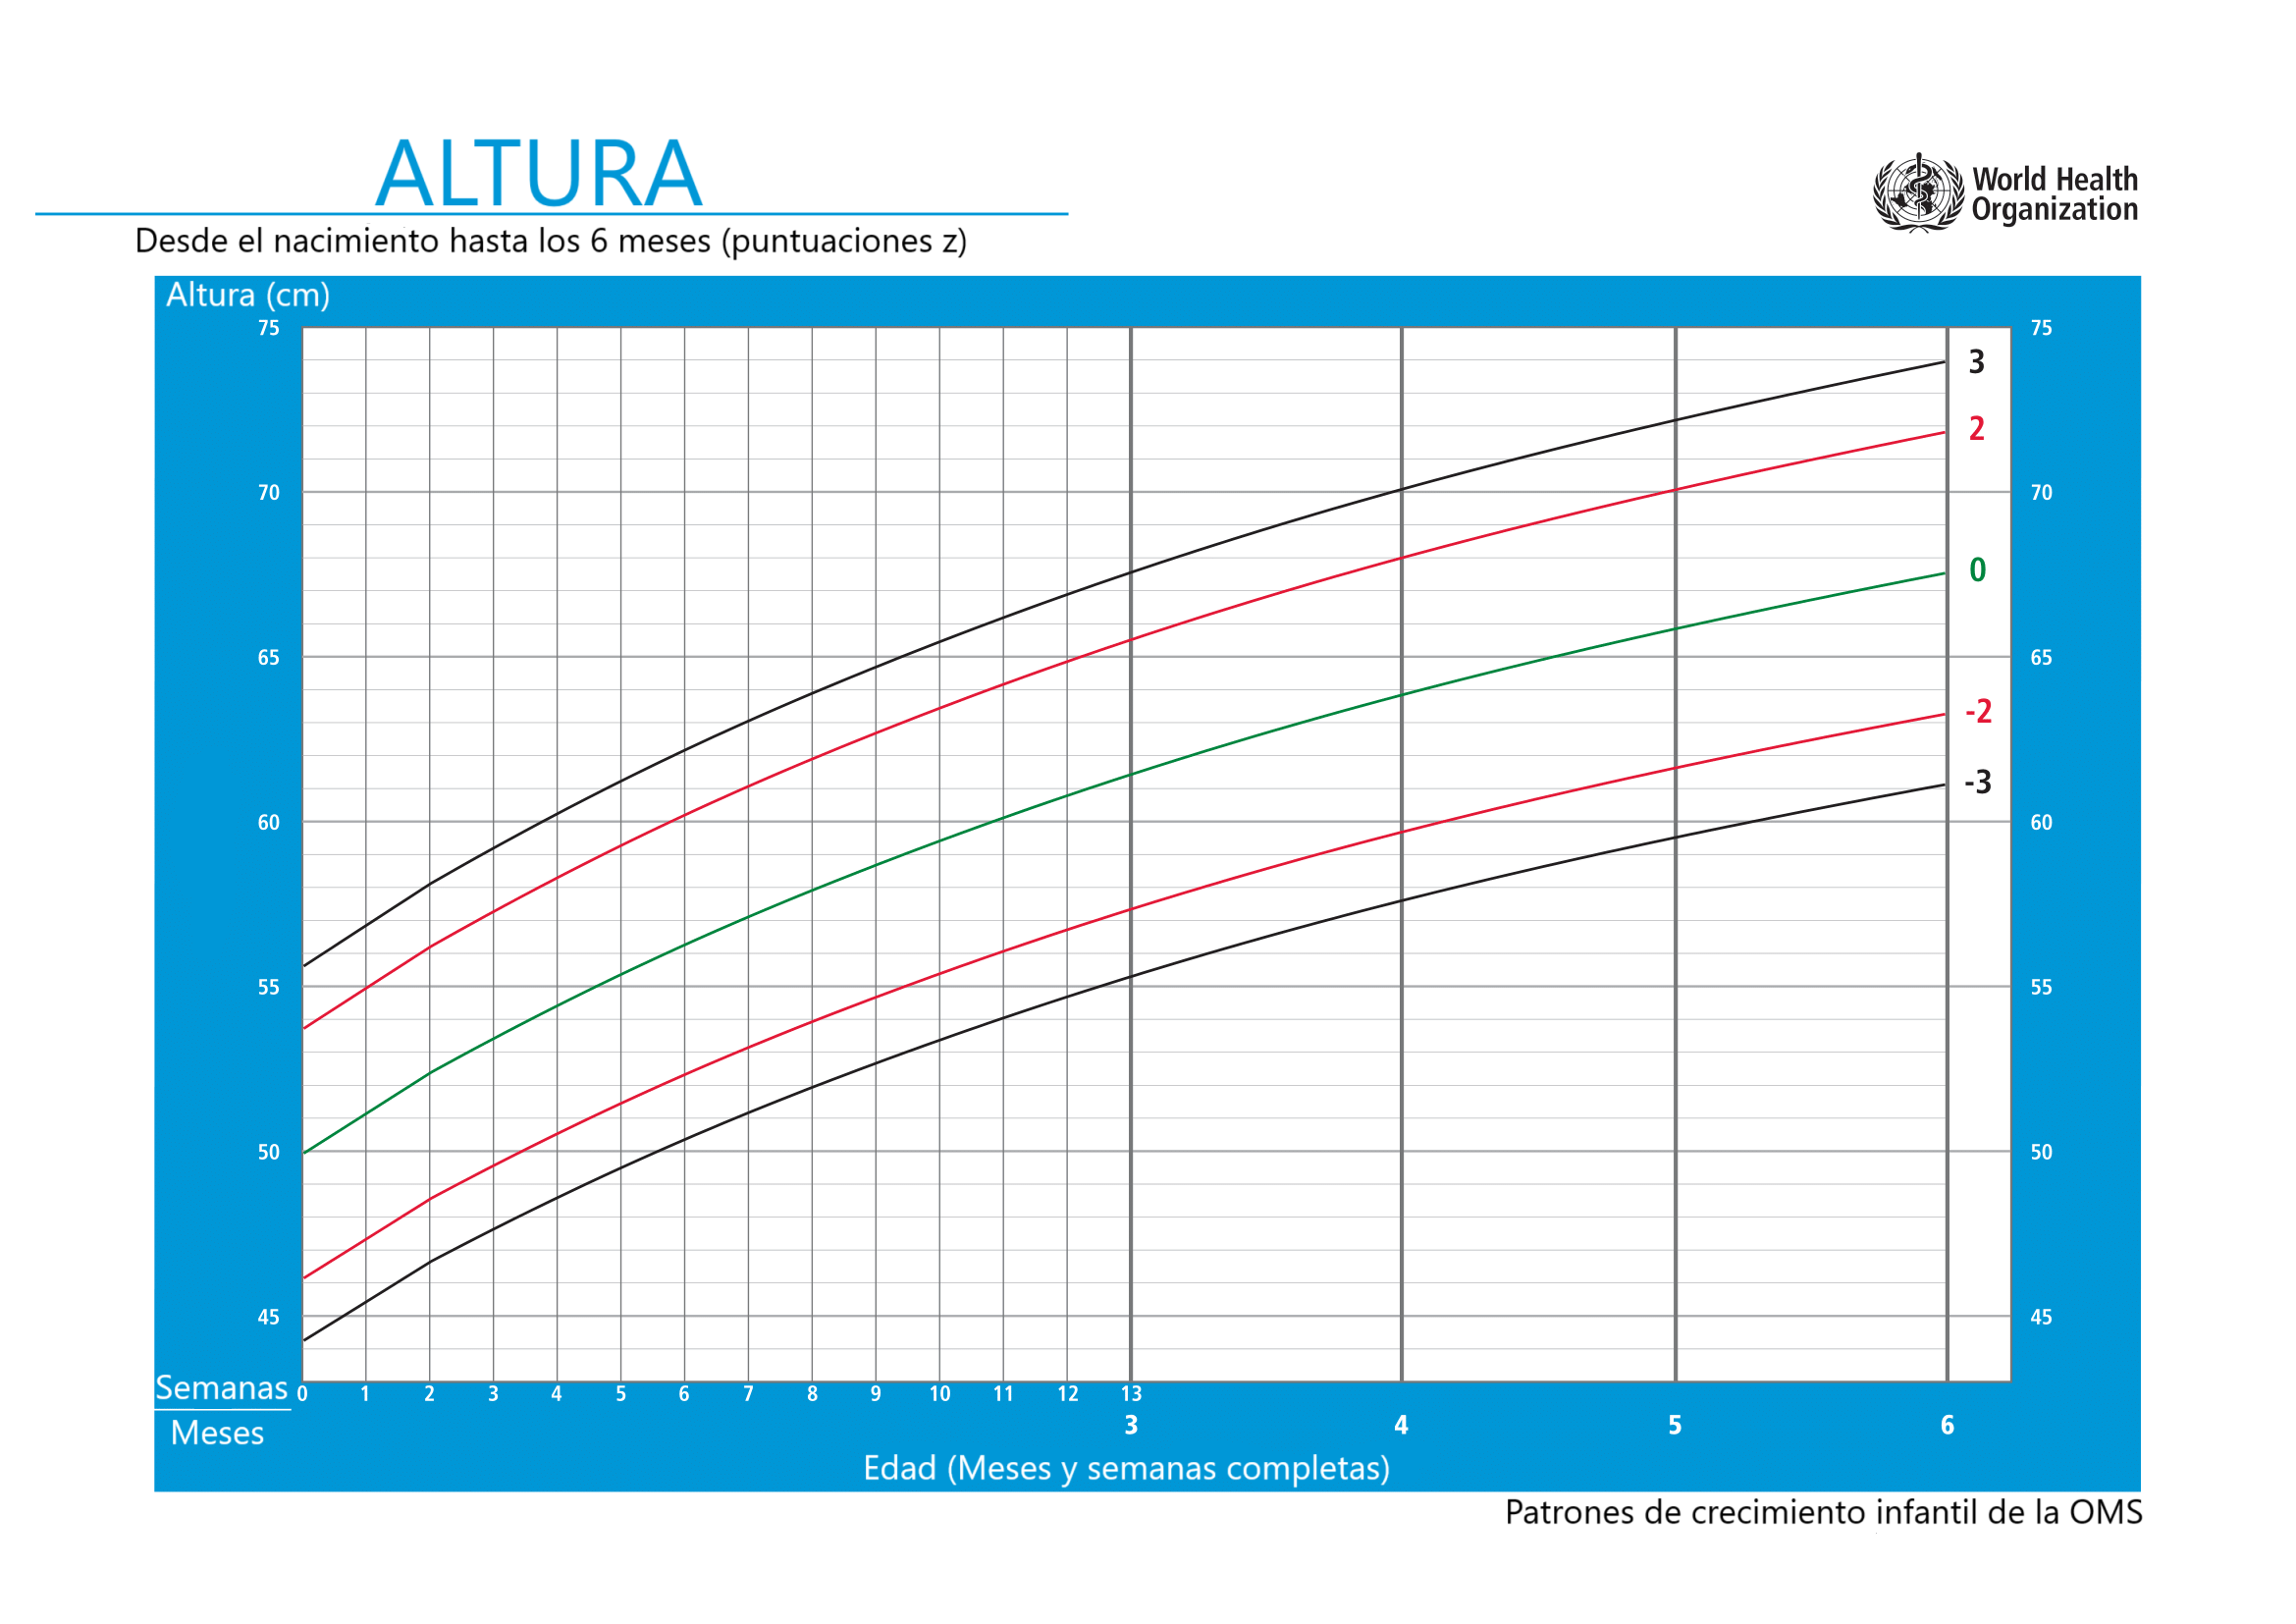 ALTURA
World Health
Organization
Desde el nacimiento hasta los 6 meses (puntuaciones z)
Altura (cm)
75 75
3
2
70 70
0
65 65
-2
-3
60 60
55 55
50 50
45 45
Semanas 0 1 2 3 4 5 6 7 8 9 10 11 12 13
Meses 3 4 5 6
Edad (Meses y semanas completas)
Patrones de crecimiento infantil de la OMS